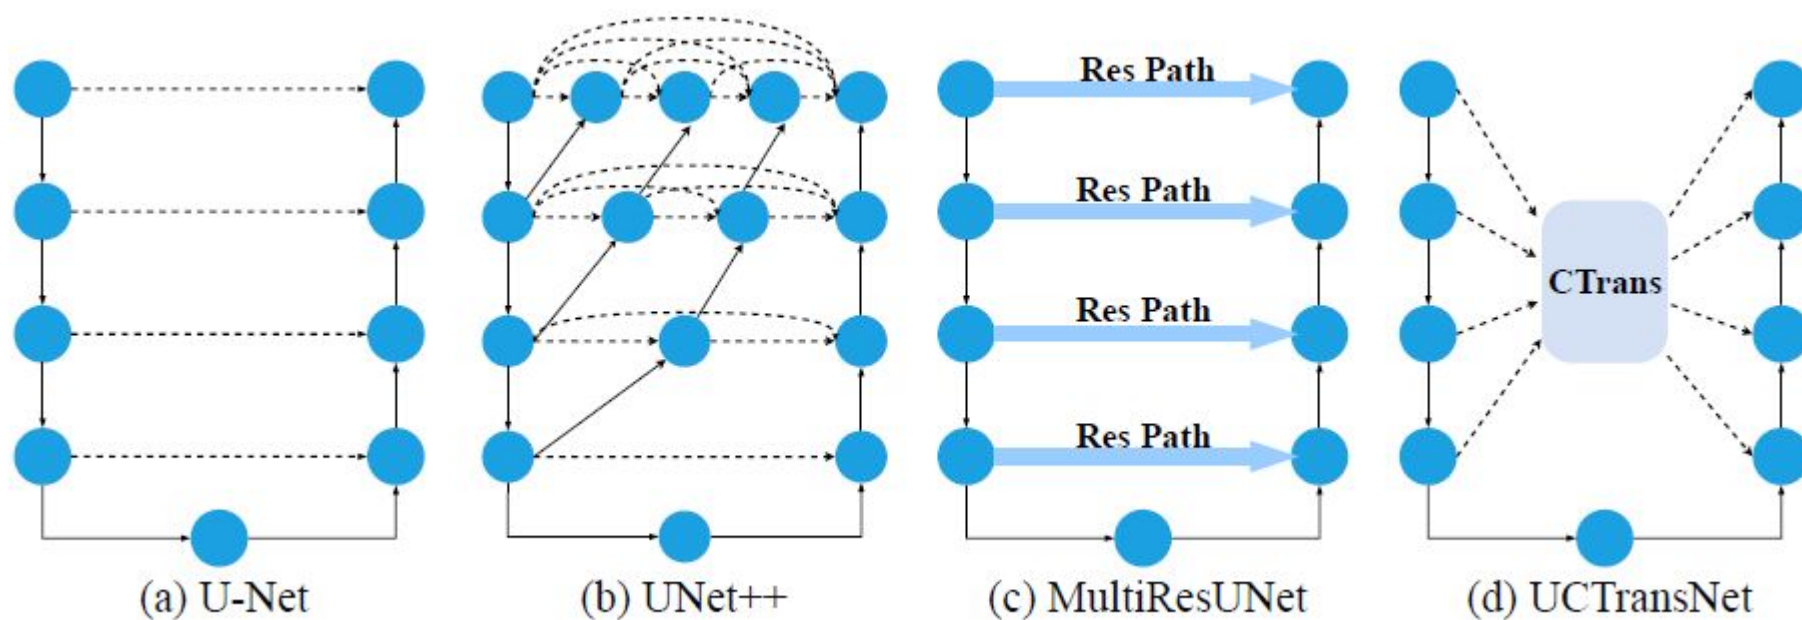 Res Path
Res Path
Res Path
Res Path
CTrans
(a) U-Net
(b) UNet++
(c) MultiResUNet
(d) UCTransNet